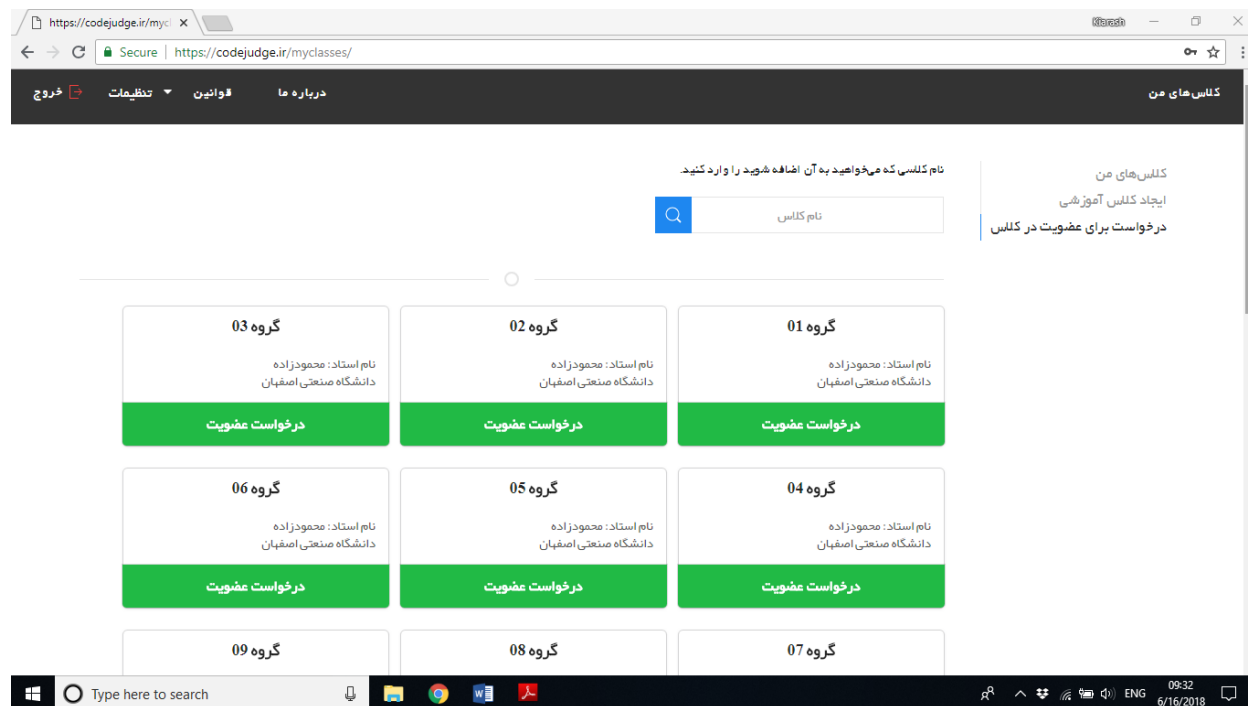 https://codejudge.ir/mycl
Kiarash
Secure | https://codejudge.ir/myclasses/
کلاس های من
درباره ما
قوانین
تنظیمات
خروج
کلاس‌های من
ایجاد کلاس آموزشی
درخواست برای عضویت در کلاس
نام کلاسی که می‌خواهید به آن اضافه شوید را وارد کنید.
نام کلاس
گروه 01
نام استاد: محمودزاده
دانشگاه صنعتی اصفهان
درخواست عضویت
گروه 02
نام استاد: محمودزاده
دانشگاه صنعتی اصفهان
درخواست عضویت
گروه 03
نام استاد: محمودزاده
دانشگاه صنعتی اصفهان
درخواست عضویت
گروه 04
نام استاد: محمودزاده
دانشگاه صنعتی اصفهان
درخواست عضویت
گروه 05
نام استاد: محمودزاده
دانشگاه صنعتی اصفهان
درخواست عضویت
گروه 06
نام استاد: محمودزاده
دانشگاه صنعتی اصفهان
درخواست عضویت
گروه 07
گروه 08
گروه 09
Type here to search
ENG
09:32
6/16/2018